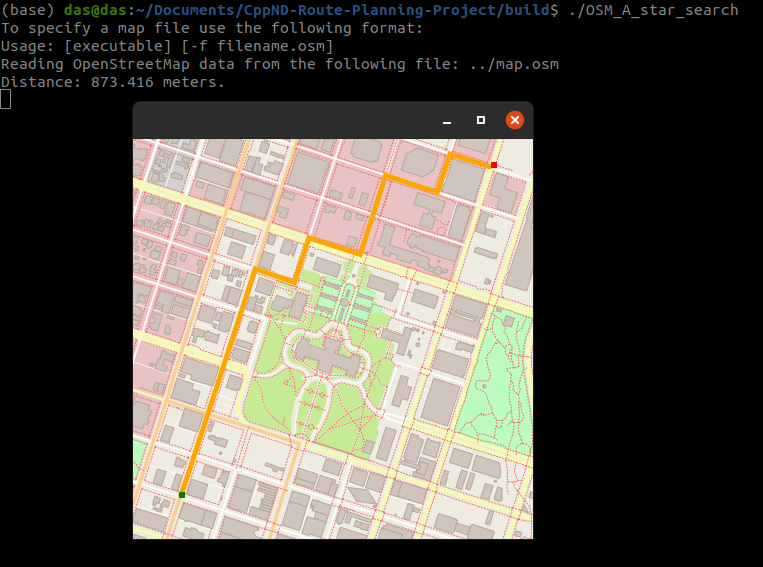 (base) das@das:~/Documents/CppND-Route-Planning-Project/build$ ./OSM_A_star_search
To specify a map file use the following format:
Usage: [executable] [-f filename.osm]
Reading OpenStreetMap data from the following file: ../map.osm
Distance: 873.416 meters.